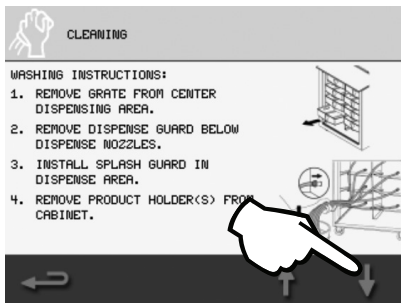 CLEANING
WASHING INSTRUCTIONS:
1. REMOVE GRATE FROM CENTER
DISPENSING AREA.
2. REMOVE DISPENSE GUARD BELOW
DISPENSE NOZZLES.
3. INSTALL SPLASH GUARD IN
DISPENSE AREA.
4. REMOVE PRODUCT HOLDER(S) FROM
CABINET.